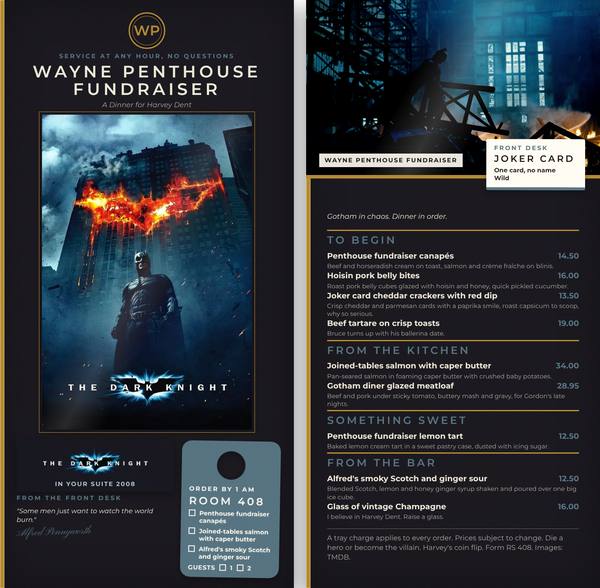 WP
SERVICE AT ANY HOUR, NO QUESTIONS
WAYNE PENTHOUSE
FUNDRAISER
A Dinner for Harvey Dent
THE DARK KNIGHT
THE DARK KNIGHT
IN YOUR SUITE 2008
FROM THE FRONT DESK
"Some men just want to watch the world
burn."
Alfred Pennyworth
ORDER BY 1 AM
ROOM 408
Penthouse fundraiser
canapés
Joined-tables salmon
with caper butter
Alfred's smoky Scotch
and ginger sour
GUESTS 1 2
WAYNE PENTHOUSE FUNDRAISER
FRONT DESK
JOKER CARD
One card, no name
Wild
Gotham in chaos. Dinner in order.
TO BEGIN
Penthouse fundraiser canapés 14.50
Beef and horseradish cream on toast, salmon and crème fraîche on blinis.
Hoisin pork belly bites 16.00
Roast pork belly cubes glazed with hoisin and honey, quick pickled cucumber.
Joker card cheddar crackers with red dip 13.50
Crisp cheddar and parmesan cards with a paprika smile, roast capsicum to scoop,
why so serious.
Beef tartare on crisp toasts 19.00
Bruce turns up with his ballerina date.
FROM THE KITCHEN
Joined-tables salmon with caper butter 34.00
Pan-seared salmon in foaming caper butter with crushed baby potatoes.
Gotham diner glazed meatloaf 28.95
Beef and pork under sticky tomato, buttery mash and gravy, for Gordon's late
nights.
SOMETHING SWEET
Penthouse fundraiser lemon tart 12.50
Baked lemon cream tart in a sweet pastry case, dusted with icing sugar.
FROM THE BAR
Alfred's smoky Scotch and ginger sour 12.50
Blended Scotch, lemon and honey ginger syrup shaken and poured over one big
ice cube.
Glass of vintage Champagne 16.00
I believe in Harvey Dent. Raise a glass.
A tray charge applies to every order. Prices subject to change. Die a
hero or become the villain. Harvey's coin flip. Form RS 408. Images:
TMDB.